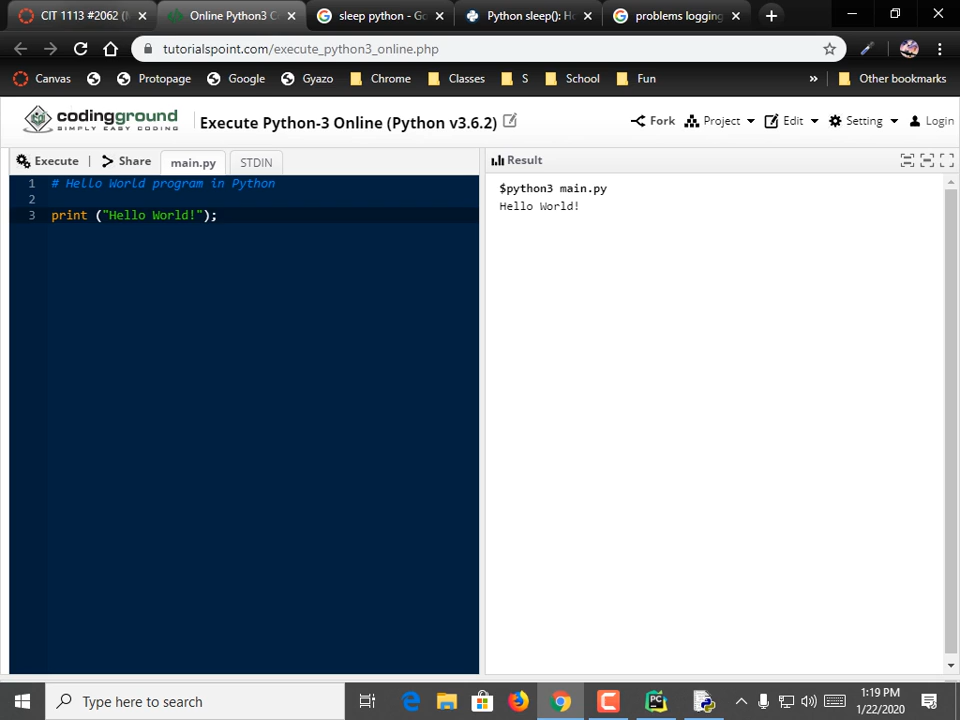 CIT 1113 #2062 (
Online Python3 C
sleep python - Go
Python sleep(): Ho
problems logging
tutorialspoint.com/execute_python3_online.php
Canvas
Protopage
Google
Gyazo
Chrome
Classes
S
School
Fun
»
Other bookmarks
codingground
SIMPLY EASY CODING
Execute Python-3 Online (Python v3.6.2)
Fork
Project
Edit
Setting
Login
Execute | Share
main.py
STDIN
Result
1 # Hello World program in Python
2
3 print ("Hello World!");
$python3 main.py
Hello World!
Type here to search
PC
1:19 PM
1/22/2020